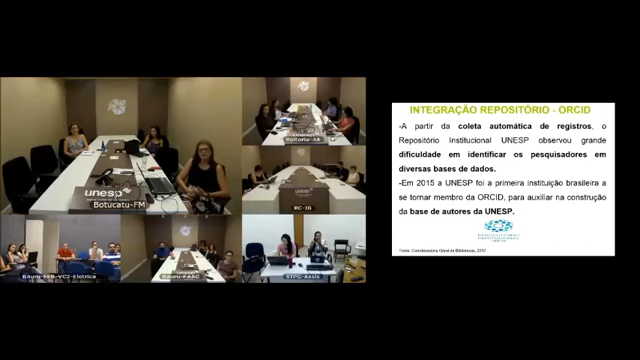 unesp
Botucatu-FM
Reitoria-4A
unesp
RC-IB
Bauru-FEB-VC2-Eletrica
unesp
Bauru-FAAC
STPG-Assis
INTEGRAÇÃO REPOSITÓRIO - ORCID
-A partir da coleta automática de registros, o
Repositório Institucional UNESP observou grande
dificuldade em identificar os pesquisadores em
diversas bases de dados.
-Em 2015 a UNESP foi a primeira instituição brasileira a
se tornar membro da ORCID, para auxiliar na construção
da base de autores da UNESP.
Fonte: Coordenadoria Geral de Bibliotecas, 2017.